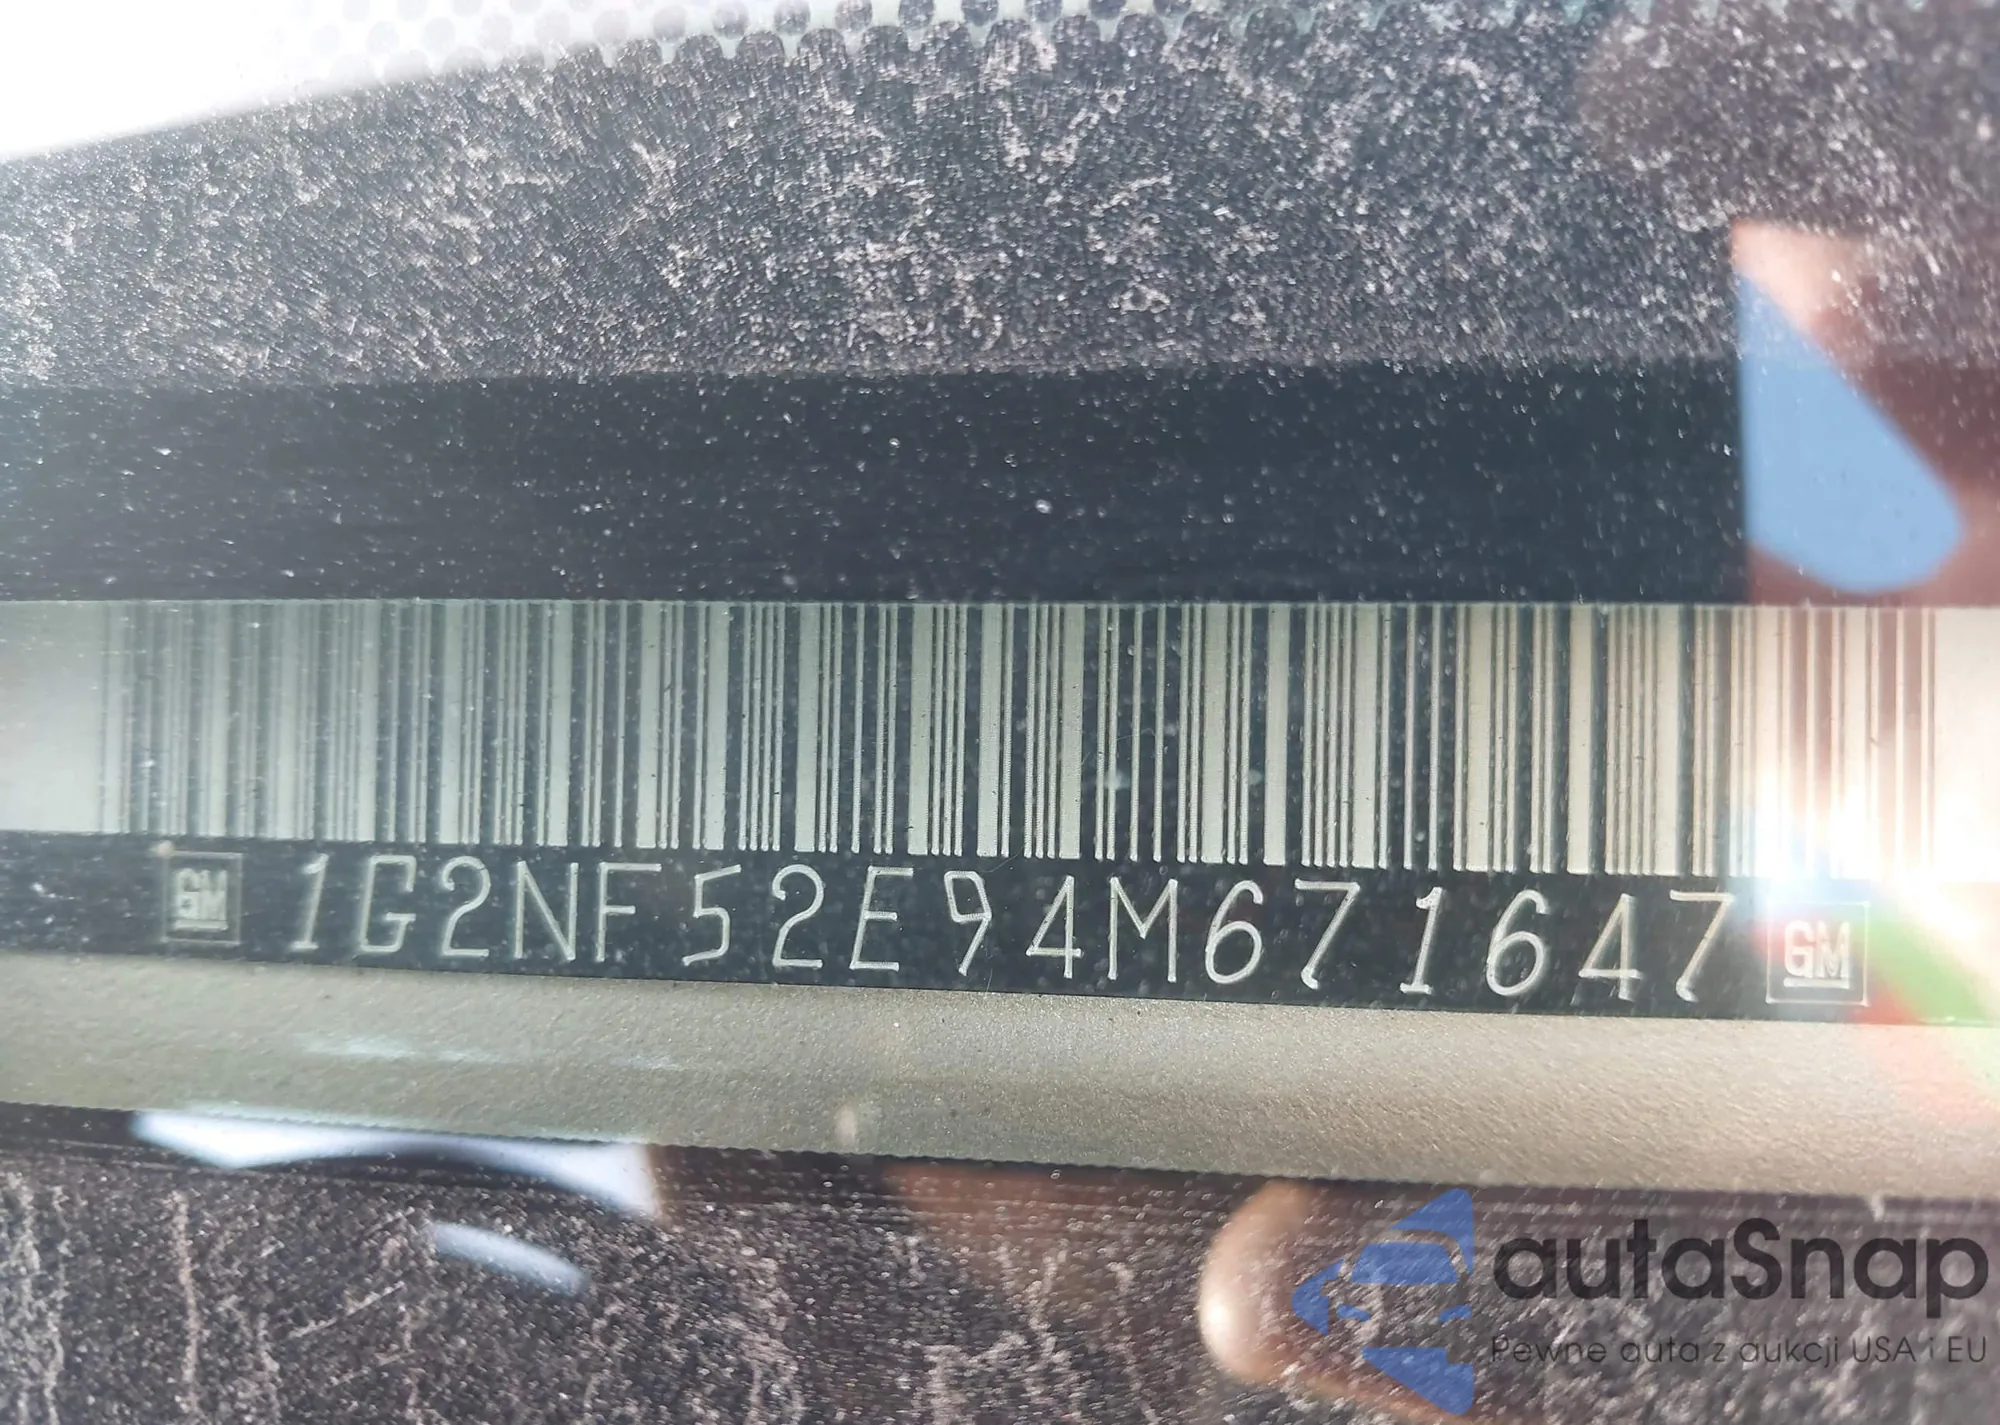 GM 1G2NF52E94M671647 GM
autaSnap
Pewne auta z aukcji USA i EU